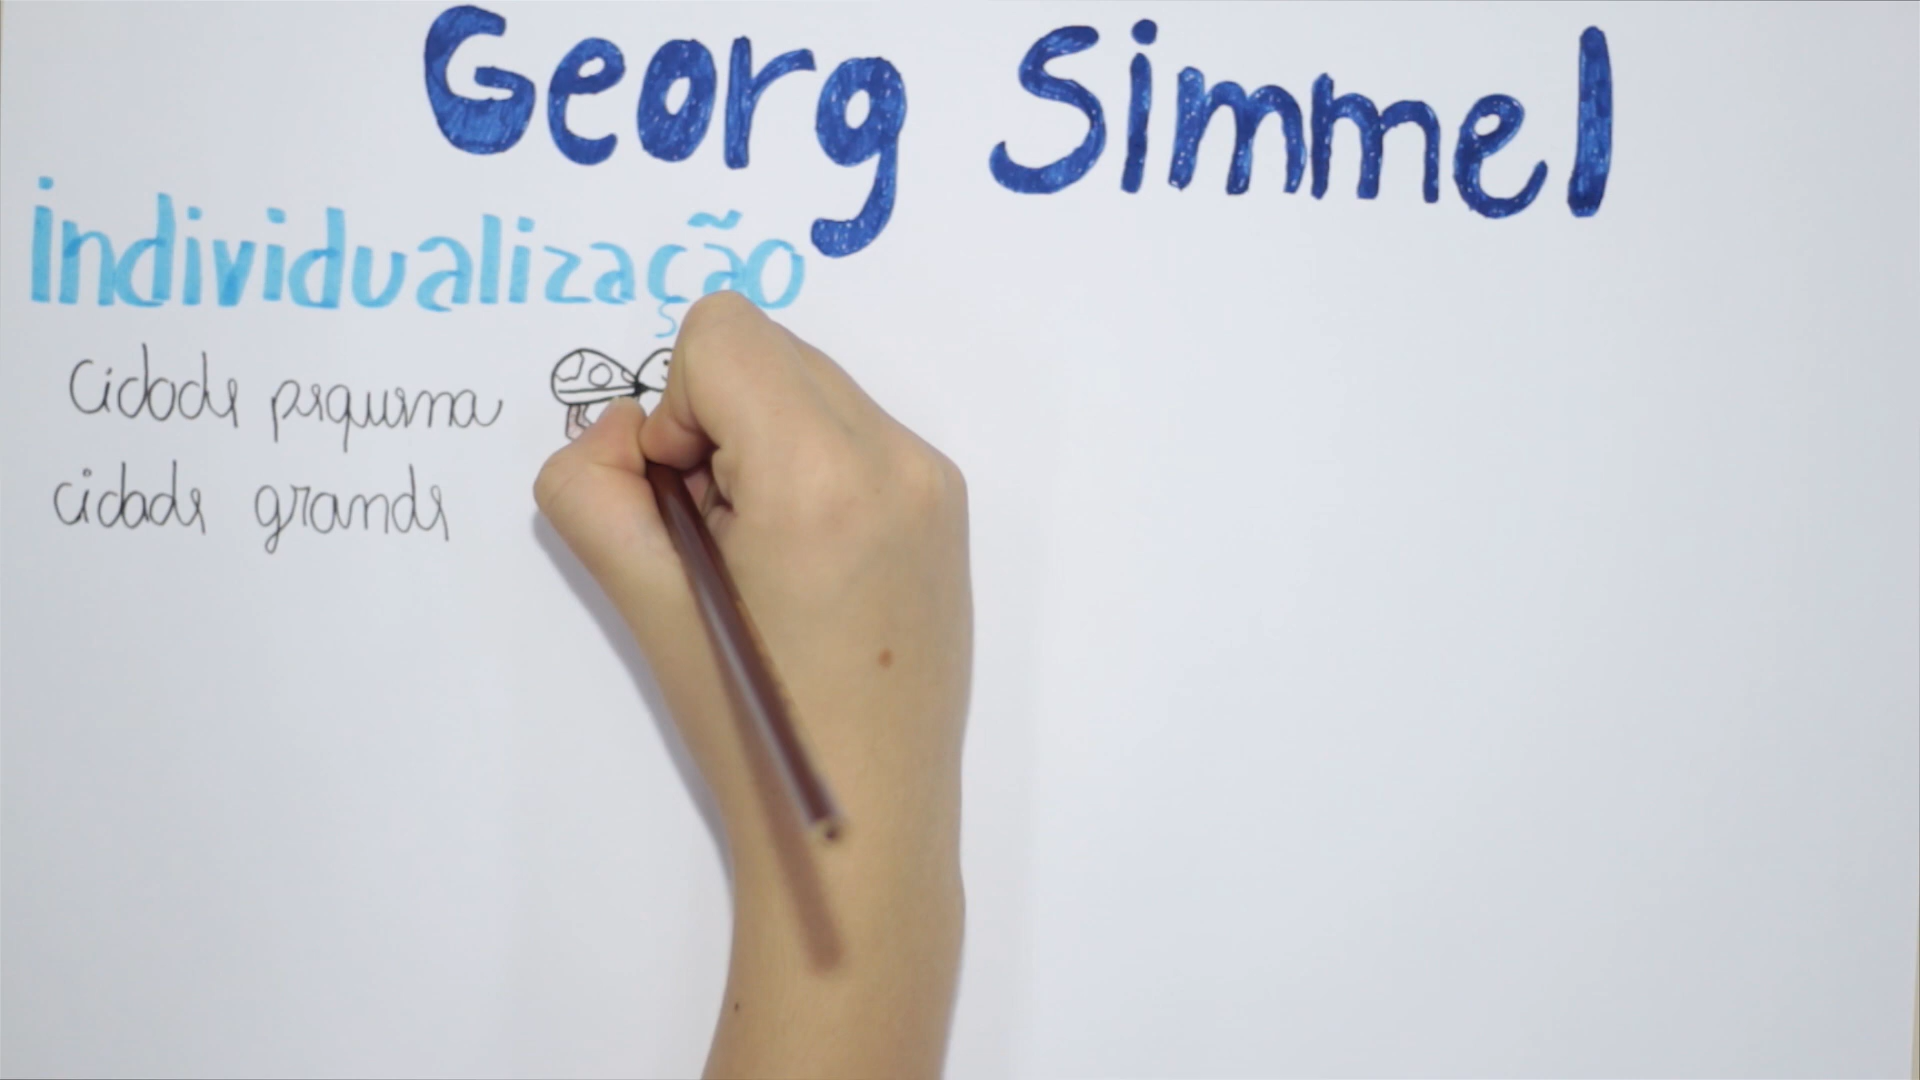 Georg Simmel
individualização
cidade pequena
cidade grande